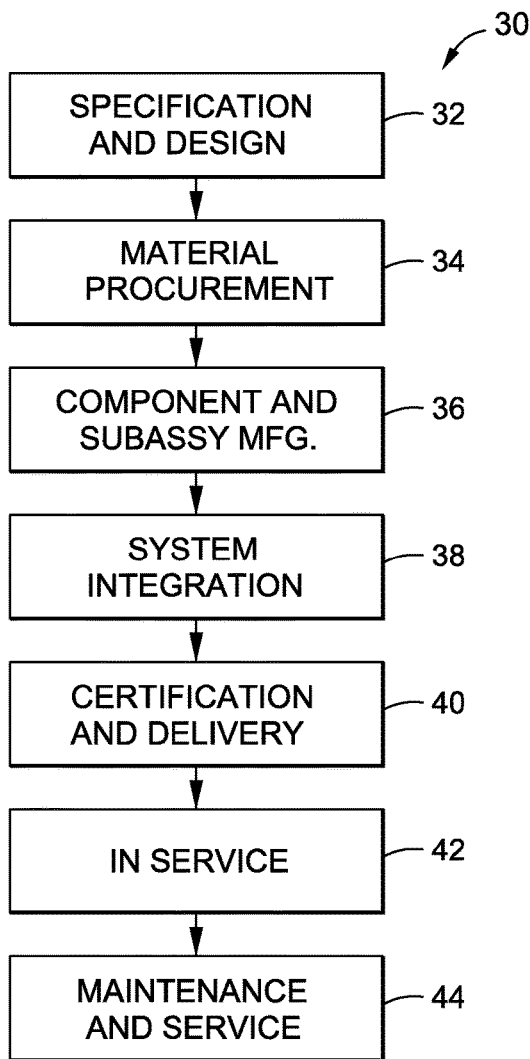 30
SPECIFICATION
AND DESIGN
32
MATERIAL
PROCUREMENT
34
COMPONENT AND
SUBASSY MFG.
36
SYSTEM
INTEGRATION
38
CERTIFICATION
AND DELIVERY
40
IN SERVICE
42
MAINTENANCE
AND SERVICE
44